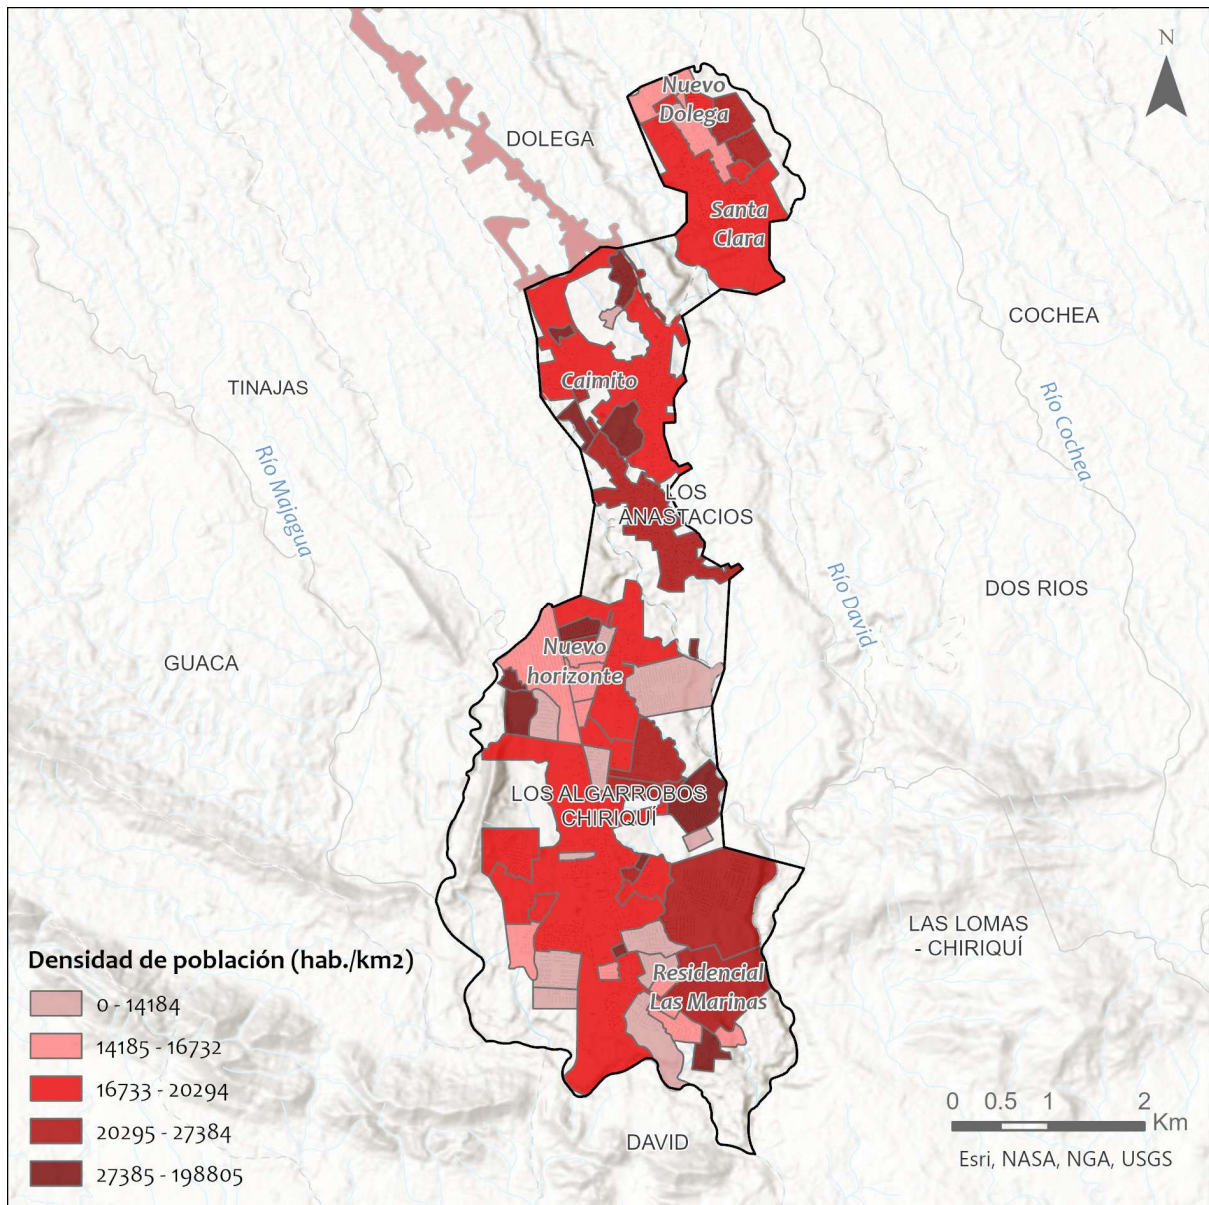 N
Nuevo
Dolega
DOLEGA
Santa
Clara
COCHEA
TINAJAS
Caimito
Río Cochea
Río Majagua
LOS
ANASTACIOS
Río David
DOS RIOS
Nuevo
horizonte
GUACA
LOS ALGARROBOS
CHIRIQUÍ
LAS LOMAS
- CHIRIQUÍ
Densidad de población (hab./km2)
Residencial
Las Marinas
0 - 14184
14185 - 16732
16733 - 20294
20295 - 27384
27385 - 198805
0 0.5 1 2
Km
DAVID
Esri, NASA, NGA, USGS